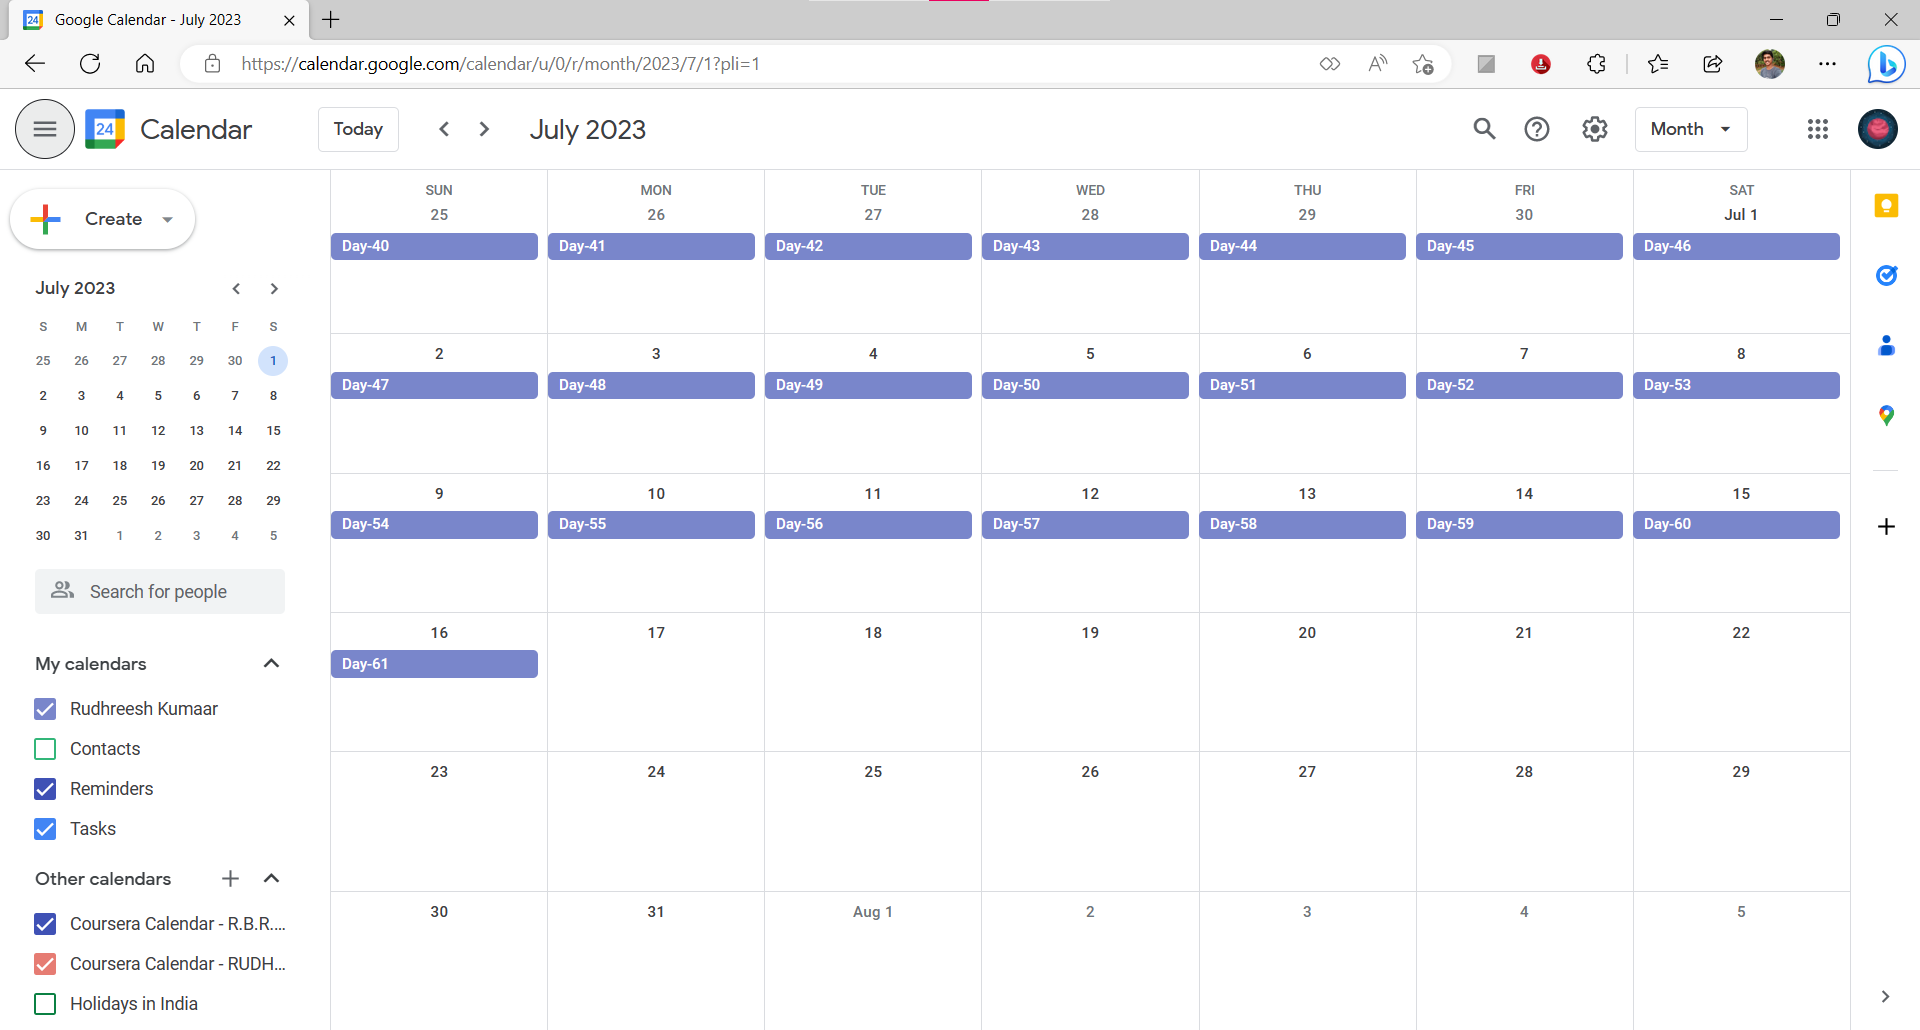 Google Calendar - July 2023
https://calendar.google.com/calendar/u/0/r/month/2023/7/1?pli=1
24 Calendar Today July 2023 Month
Create
July 2023
S M T W T F S
25 26 27 28 29 30 1
2 3 4 5 6 7 8
9 10 11 12 13 14 15
16 17 18 19 20 21 22
23 24 25 26 27 28 29
30 31 1 2 3 4 5
Search for people
My calendars
Rudhreesh Kumaar
Contacts
Reminders
Tasks
Other calendars
Coursera Calendar - R.B.R....
Coursera Calendar - RUDH...
Holidays in India
SUN MON TUE WED THU FRI SAT
25 26 27 28 29 30 Jul 1
Day-40 Day-41 Day-42 Day-43 Day-44 Day-45 Day-46
2 3 4 5 6 7 8
Day-47 Day-48 Day-49 Day-50 Day-51 Day-52 Day-53
9 10 11 12 13 14 15
Day-54 Day-55 Day-56 Day-57 Day-58 Day-59 Day-60
16 17 18 19 20 21 22
Day-61
23 24 25 26 27 28 29
30 31 Aug 1 2 3 4 5